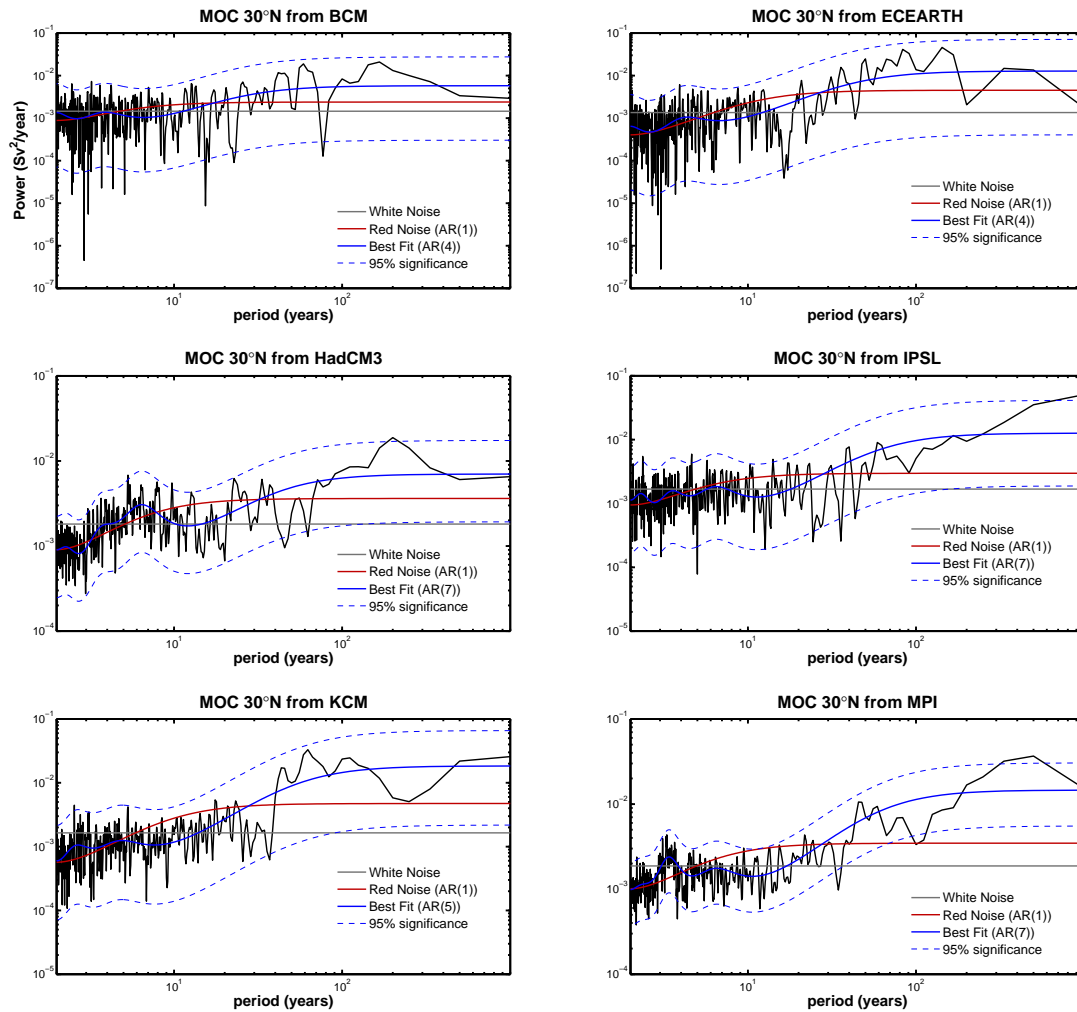 MOC 30°N from BCM
10⁻¹
10⁻²
10⁻³
10⁻⁴
10⁻⁵
10⁻⁶
10⁻⁷
Power (Sv²/year)
White Noise
Red Noise (AR(1))
Best Fit (AR(4))
95% significance
10¹
10²
period (years)
MOC 30°N from ECEARTH
10⁻¹
10⁻²
10⁻³
10⁻⁴
10⁻⁵
10⁻⁶
10⁻⁷
White Noise
Red Noise (AR(1))
Best Fit (AR(4))
95% significance
10¹
10²
period (years)
MOC 30°N from HadCM3
10⁻¹
10⁻²
10⁻³
10⁻⁴
White Noise
Red Noise (AR(1))
Best Fit (AR(7))
95% significance
10¹
10²
period (years)
MOC 30°N from IPSL
10⁻¹
10⁻²
10⁻³
10⁻⁴
10⁻⁵
White Noise
Red Noise (AR(1))
Best Fit (AR(7))
95% significance
10¹
10²
period (years)
MOC 30°N from KCM
10⁻¹
10⁻²
10⁻³
10⁻⁴
10⁻⁵
White Noise
Red Noise (AR(1))
Best Fit (AR(5))
95% significance
10¹
10²
period (years)
MOC 30°N from MPI
10⁻¹
10⁻²
10⁻³
10⁻⁴
White Noise
Red Noise (AR(1))
Best Fit (AR(7))
95% significance
10¹
10²
period (years)